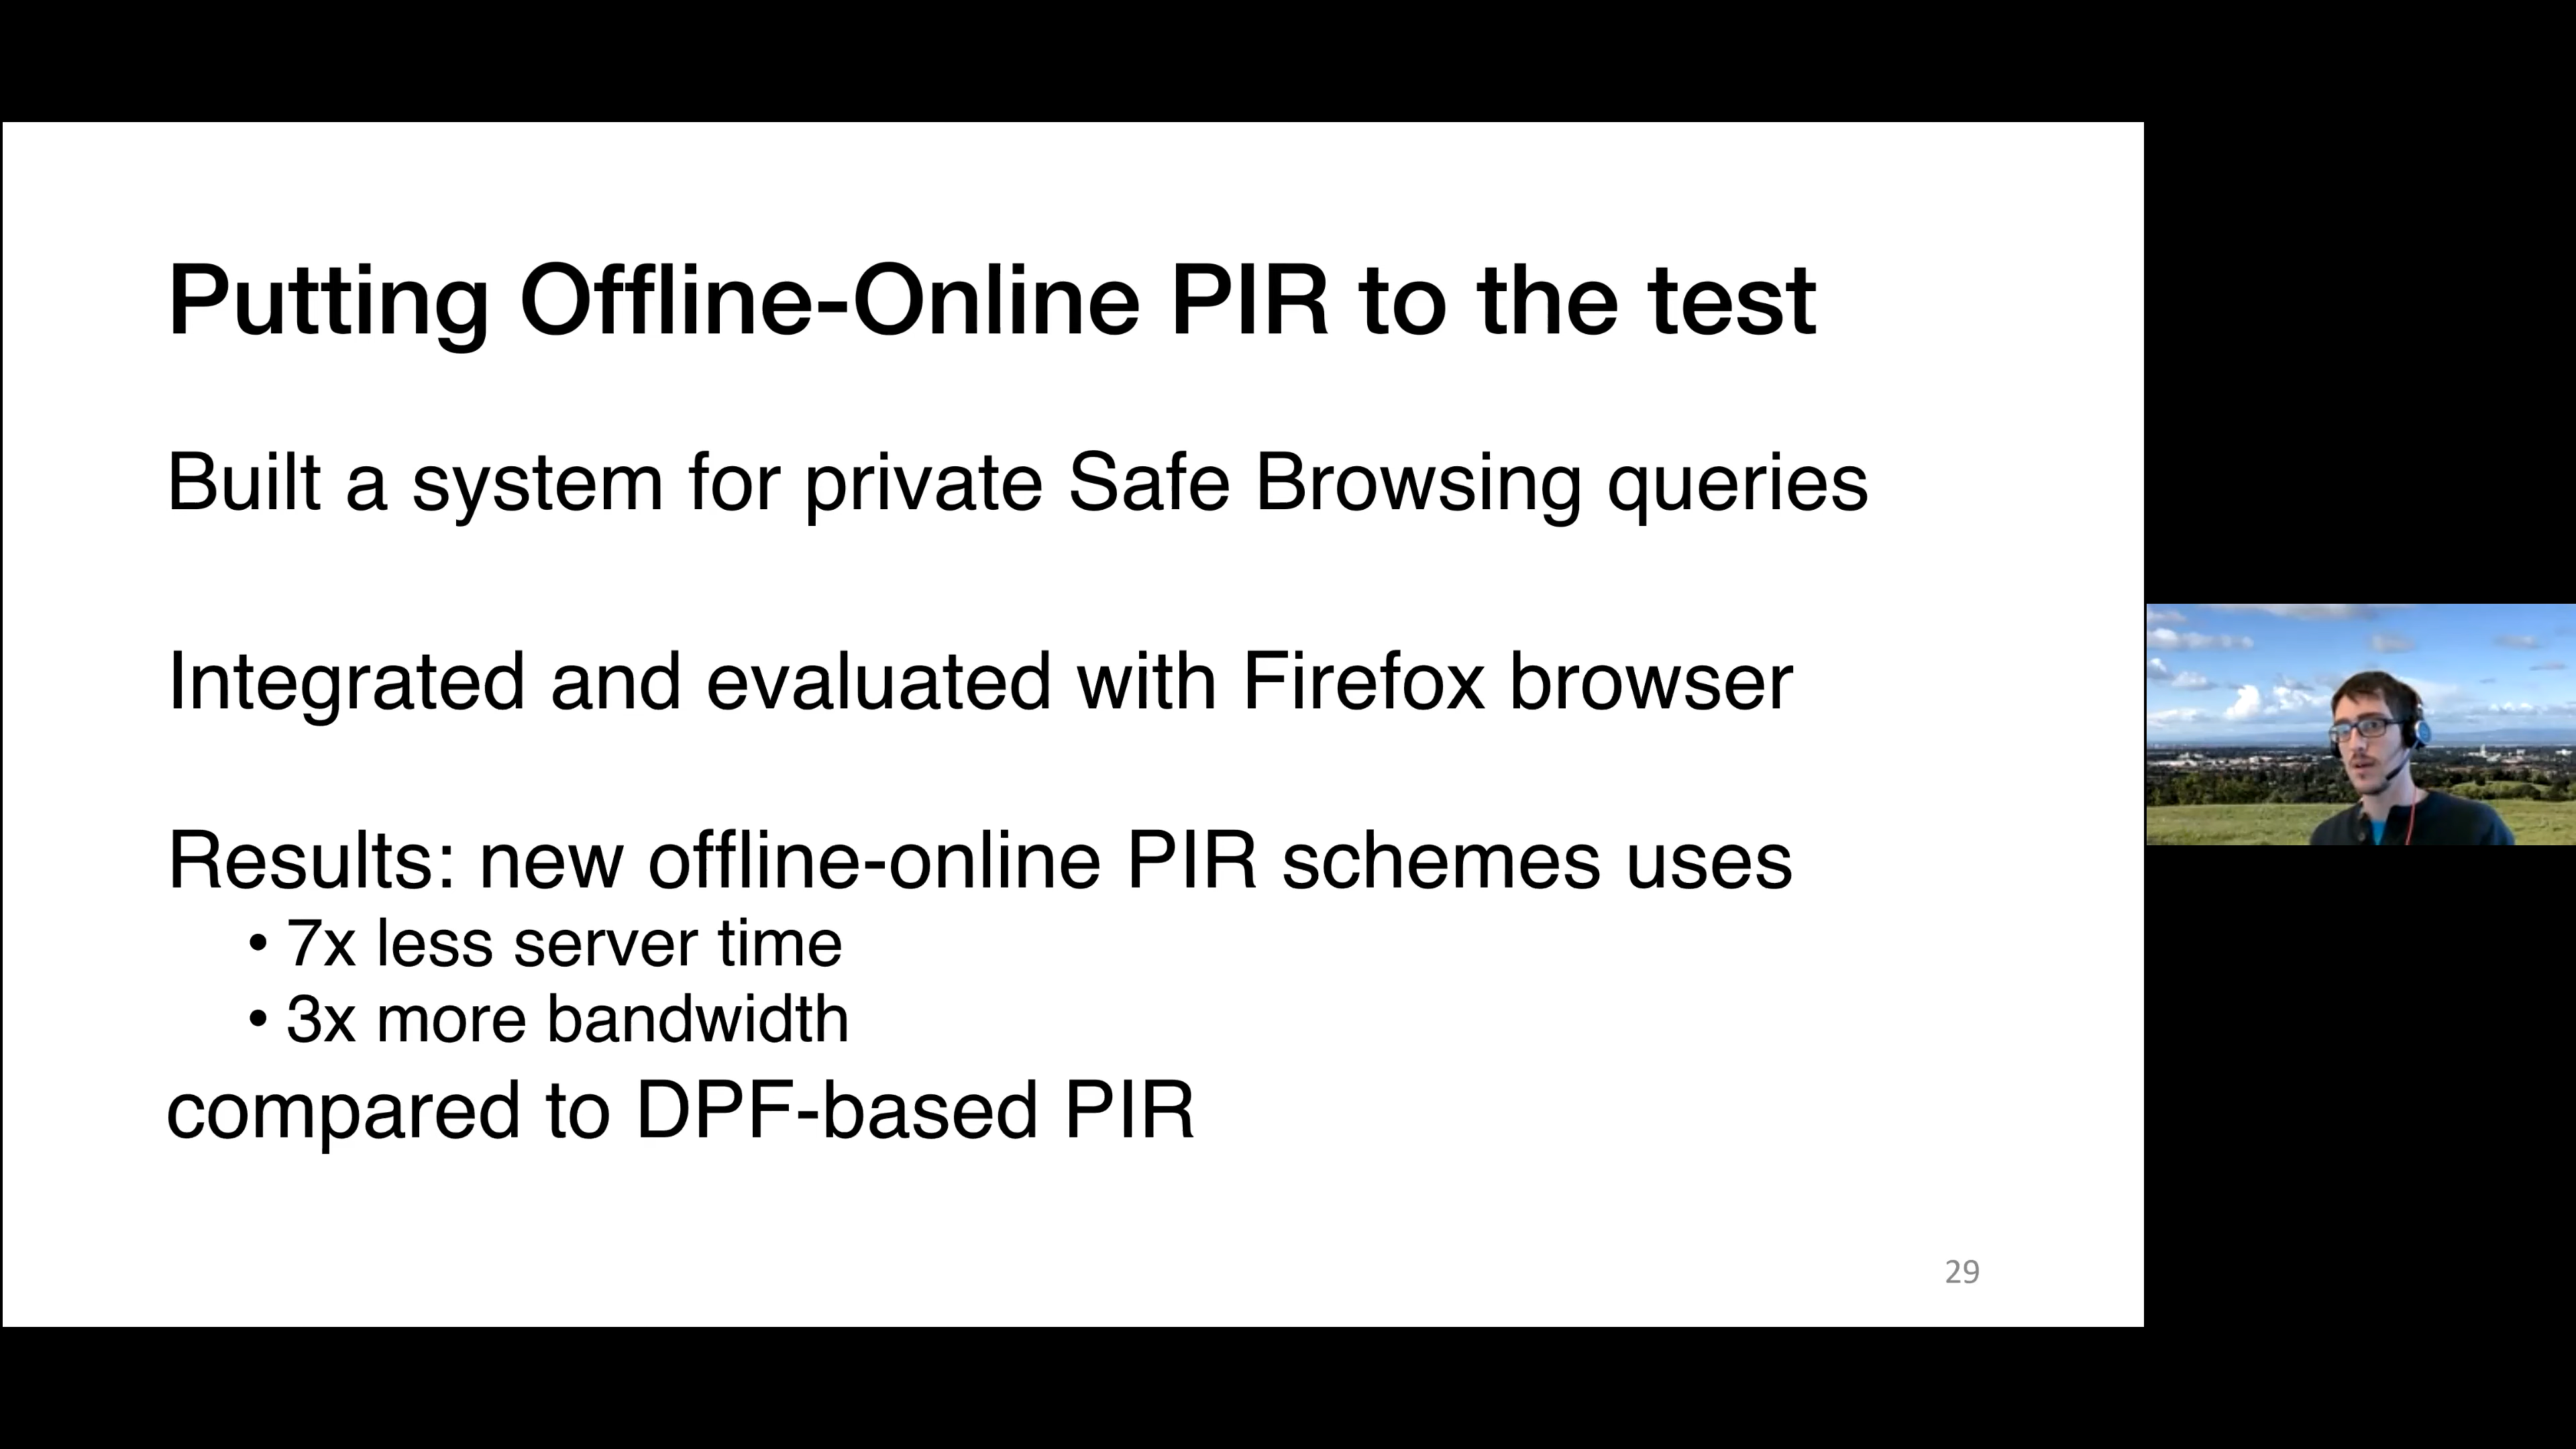 Putting Offline-Online PIR to the test
Built a system for private Safe Browsing queries
Integrated and evaluated with Firefox browser
Results: new offline-online PIR schemes uses
• 7x less server time
• 3x more bandwidth
compared to DPF-based PIR
29